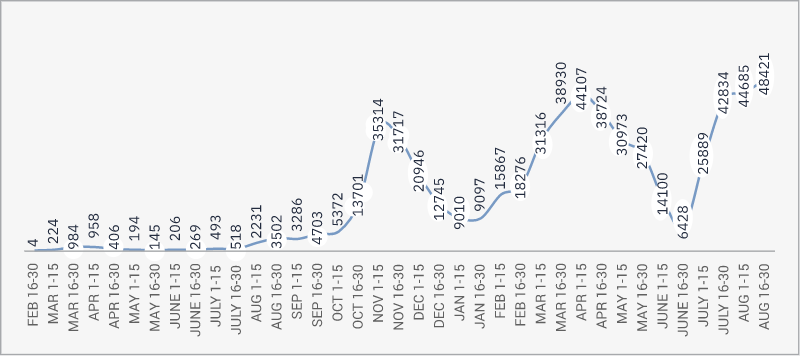 4
224
984
958
406
194
145
206
269
493
518
2231
3502
3286
4703
5372
13701
35314
31717
20946
12745
9010
9097
15867
18276
31316
38930
44107
38724
30973
27420
14100
6428
25889
42834
44685
48421
FEB 16-30
MAR 1-15
MAR 16-30
APR 1-15
APR 16-30
MAY 1-15
MAY 16-30
JUNE 1-15
JUNE 16-30
JULY 1-15
JULY 16-30
AUG 1-15
AUG 16-30
SEP 1-15
SEP 16-30
OCT 1-15
OCT 16-30
NOV 1-15
NOV 16-30
DEC 1-15
DEC 16-30
JAN 1-15
JAN 16-30
FEB 1-15
FEB 16-30
MAR 1-15
MAR 16-30
APR 1-15
APR 16-30
MAY 1-15
MAY 16-30
JUNE 1-15
JUNE 16-30
JULY 1-15
JULY 16-30
AUG 1-15
AUG 16-30